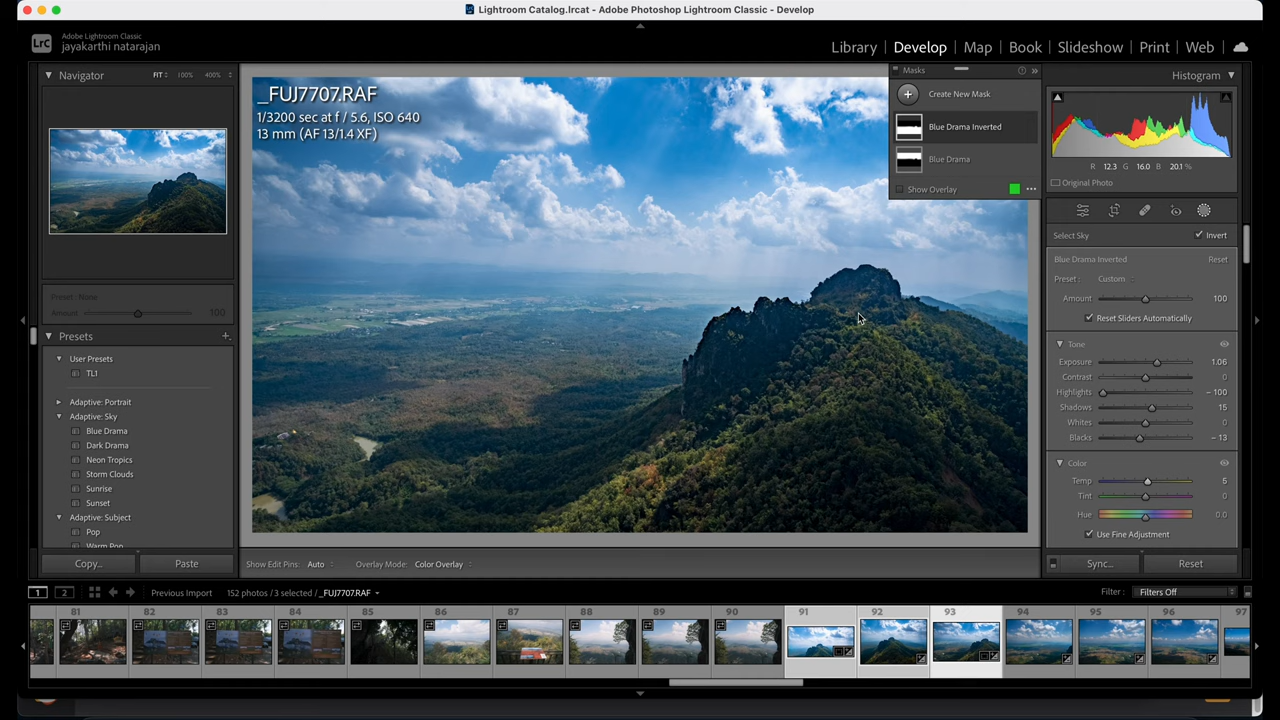 Lightroom Catalog.lrcat - Adobe Photoshop Lightroom Classic - Develop
LrC
Adobe Lightroom Classic
jayakarthi natarajan
Library | Develop | Map | Book | Slideshow | Print | Web
Navigator
FIT 100% 400%
Preset: None
Amount 100
Presets
User Presets
TL1
Adaptive: Portrait
Adaptive: Sky
Blue Drama
Dark Drama
Neon Tropics
Storm Clouds
Sunrise
Sunset
Adaptive: Subject
Pop
Warm Pop
Copy... Paste
_FUJ7707.RAF
1/3200 sec at f / 5.6, ISO 640
13 mm (AF 13/1.4 XF)
Masks
Create New Mask
Blue Drama Inverted
Blue Drama
Show Overlay
Histogram
R 12.3 G 16.0 B 20.1 %
Original Photo
Select Sky Invert
Blue Drama Inverted Reset
Preset : Custom
Amount 100
Reset Sliders Automatically
Tone
Exposure 1.06
Contrast 0
Highlights - 100
Shadows 15
Whites 0
Blacks - 13
Color
Temp 5
Tint 0
Hue 0.0
Use Fine Adjustment
Sync... Reset
Show Edit Pins: Auto Overlay Mode: Color Overlay
1 2 Previous Import 152 photos / 3 selected / _FUJ7707.RAF Filter : Filters Off
81 82 83 84 85 86 87 88 89 90 91 92 93 94 95 96 97